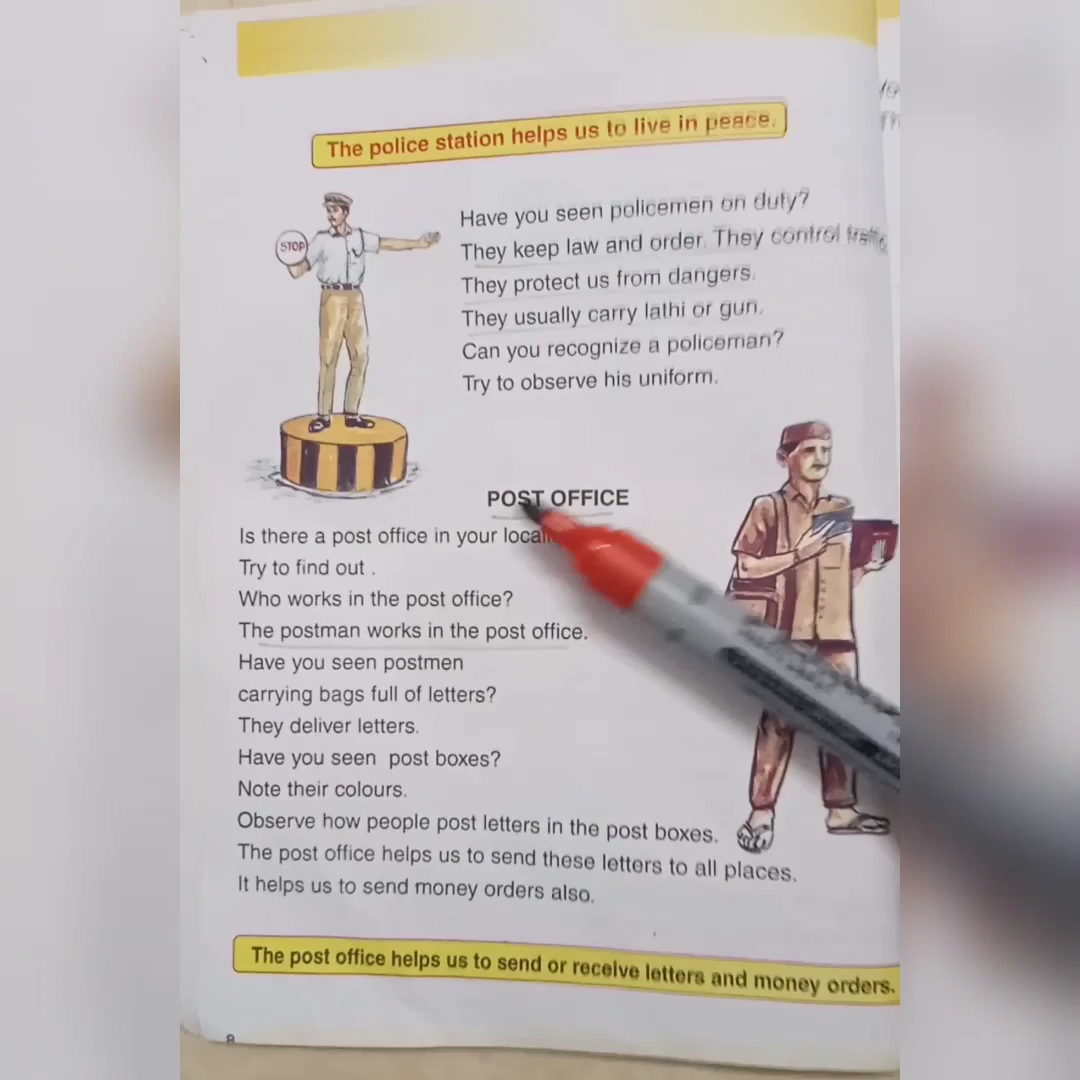 The police station helps us to live in peace.
STOP
Have you seen policemen on duty?
They keep law and order. They control traffic
They protect us from dangers.
They usually carry lathi or gun.
Can you recognize a policeman?
Try to observe his uniform.
POST OFFICE
Is there a post office in your
Try to find out .
Who works in the post office?
The postman works in the post office.
Have you seen postmen
carrying bags full of letters?
They deliver letters.
Have you seen post boxes?
Note their colours.
Observe how people post letters in the post boxes.
The post office helps us to send these letters to all places.
It helps us to send money orders also.
The post office helps us to send or receive letters and money orders.
8